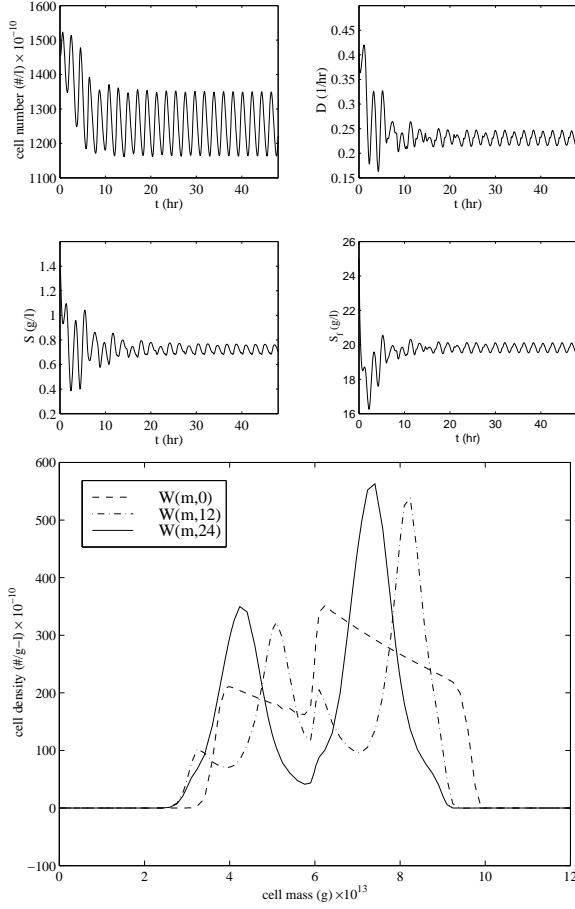 1600
1500
1400
1300
1200
1100
0 10 20 30 40
t (hr)
cell number (#/l) × 10⁻¹⁰
0.45
0.4
0.35
0.3
0.25
0.2
0.15
0 10 20 30 40
t (hr)
D (1/hr)
1.4
1.2
1
0.8
0.6
0.4
0.2
0 10 20 30 40
t (hr)
S (g/l)
26
24
22
20
18
16
0 10 20 30 40
t (hr)
S_f (g/l)
600
500
400
300
200
100
0
−100
0 2 4 6 8 10 12
cell mass (g) ×10¹³
cell density (#/g−l) × 10⁻¹⁰
W(m,0)
W(m,12)
W(m,24)